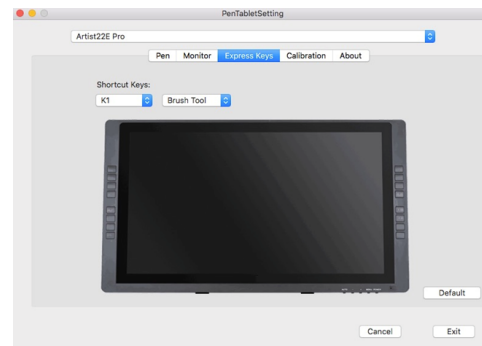 PenTabletSetting
Artist22E Pro
Pen Monitor Express Keys Calibration About
Shortcut Keys:
K1 Brush Tool
Default
Cancel Exit